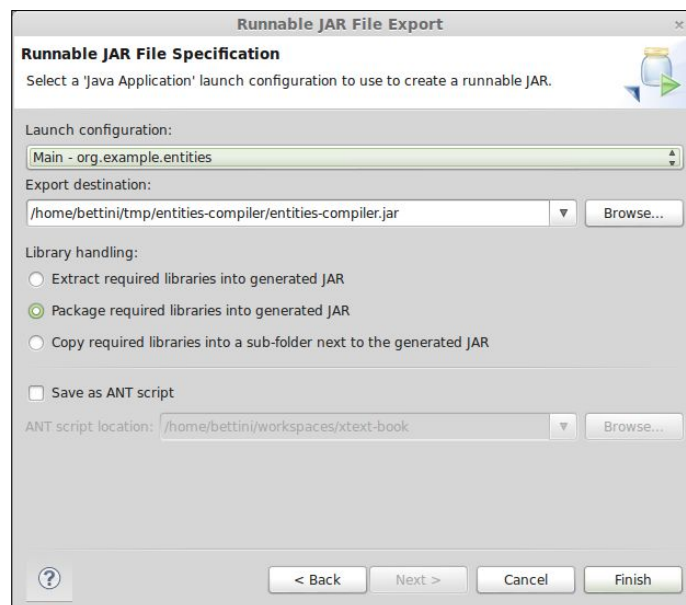 Runnable JAR File Export
Runnable JAR File Specification
Select a 'Java Application' launch configuration to use to create a runnable JAR.
Launch configuration:
Main - org.example.entities
Export destination:
/home/bettini/tmp/entities-compiler/entities-compiler.jar Browse...
Library handling:
Extract required libraries into generated JAR
Package required libraries into generated JAR
Copy required libraries into a sub-folder next to the generated JAR
Save as ANT script
ANT script location: /home/bettini/workspaces/xtext-book Browse...
? < Back Next > Cancel Finish